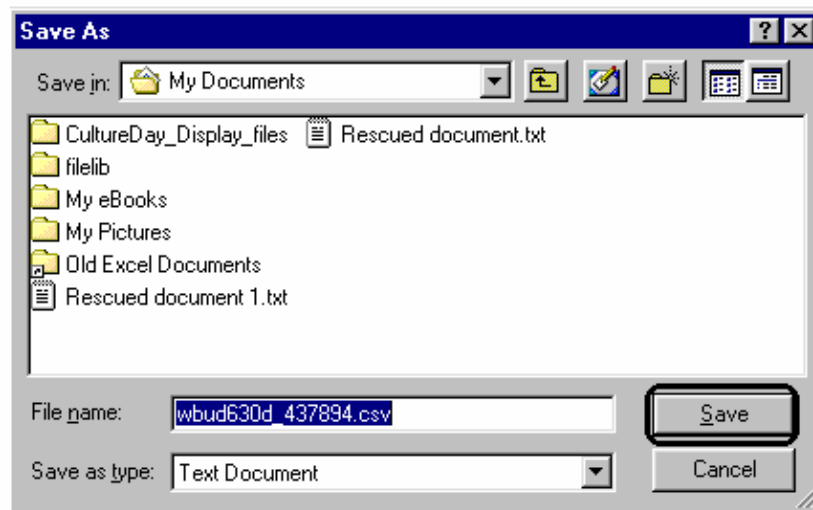 Save As
Save in: My Documents
CultureDay_Display_files Rescued document.txt
filelib
My eBooks
My Pictures
Old Excel Documents
Rescued document 1.txt
File name: wbud630d_437894.csv Save
Save as type: Text Document Cancel